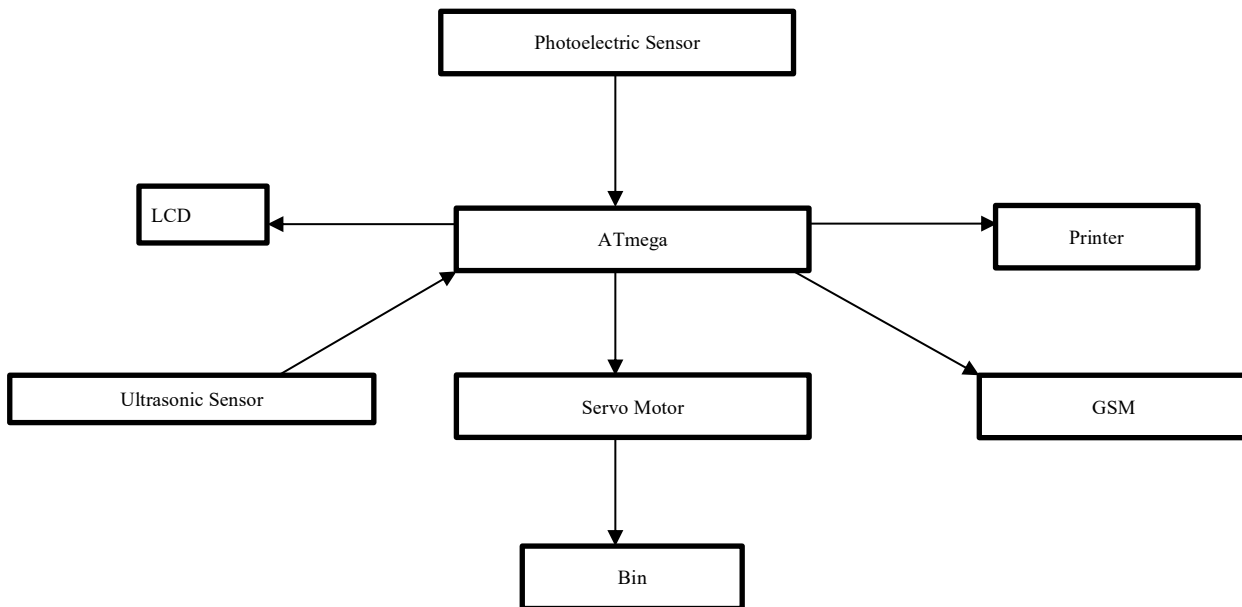 Photoelectric Sensor
LCD
ATmega
Printer
Ultrasonic Sensor
Servo Motor
GSM
Bin